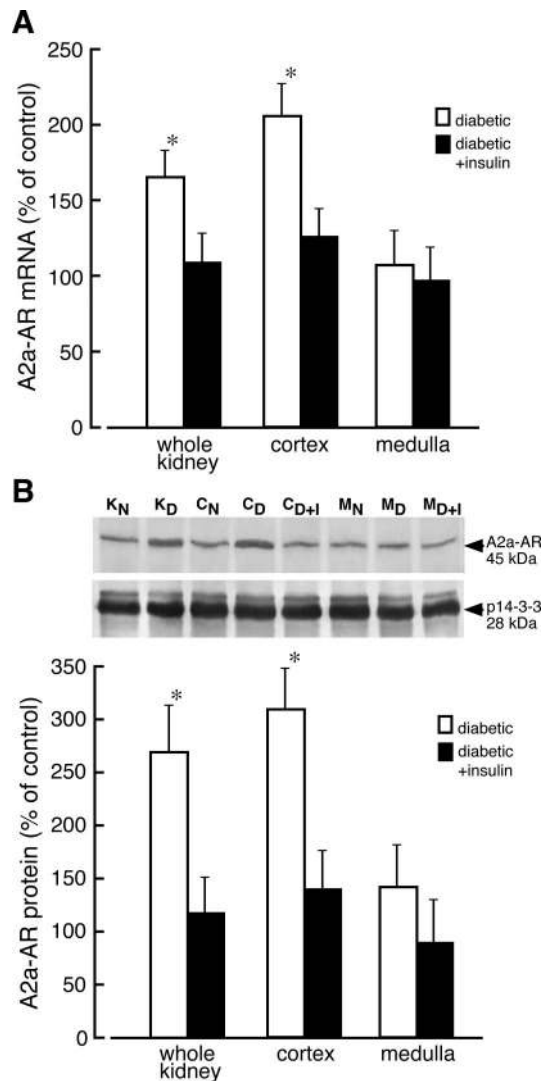 A
A2a-AR mRNA (% of control)
250
200
150
100
50
0
*
*
diabetic
diabetic
+insulin
whole
kidney
cortex
medulla
B
KN KD CN CD CD+I MN MD MD+I
A2a-AR
45 kDa
p14-3-3
28 kDa
A2a-AR protein (% of control)
350
300
250
200
150
100
50
0
*
*
diabetic
diabetic
+insulin
whole
kidney
cortex
medulla